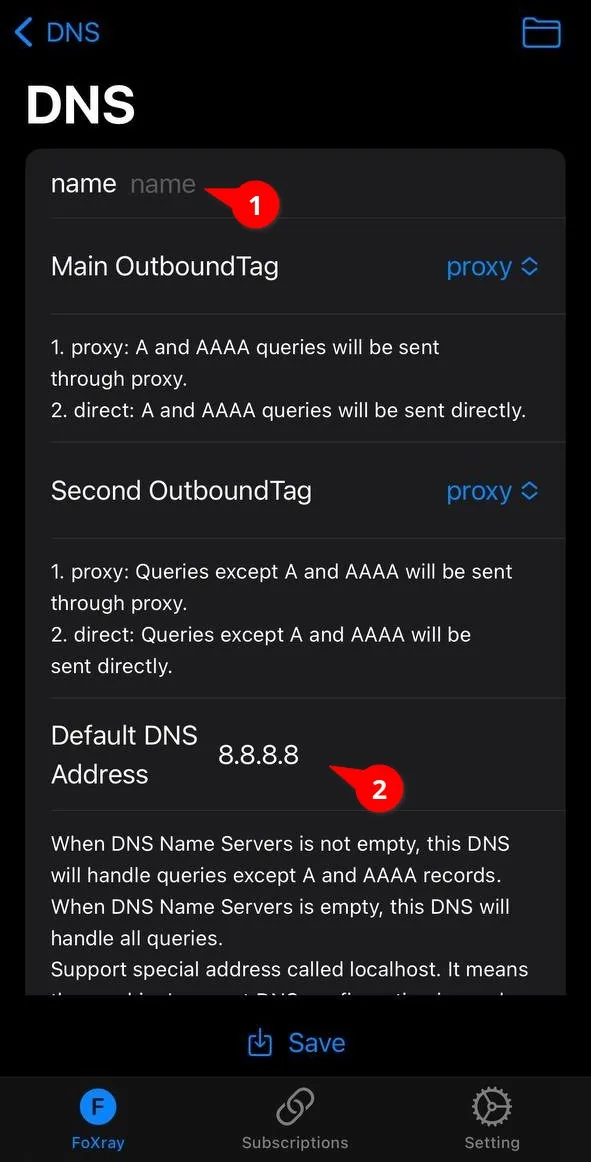 DNS
DNS
name name
1
Main OutboundTag proxy
1. proxy: A and AAAA queries will be sent
through proxy.
2. direct: A and AAAA queries will be sent directly.
Second OutboundTag proxy
1. proxy: Queries except A and AAAA will be sent
through proxy.
2. direct: Queries except A and AAAA will be
sent directly.
Default DNS
Address 8.8.8.8
2
When DNS Name Servers is not empty, this DNS
will handle queries except A and AAAA records.
When DNS Name Servers is empty, this DNS will
handle all queries.
Support special address called localhost. It means
Save
F
FoXray Subscriptions Setting